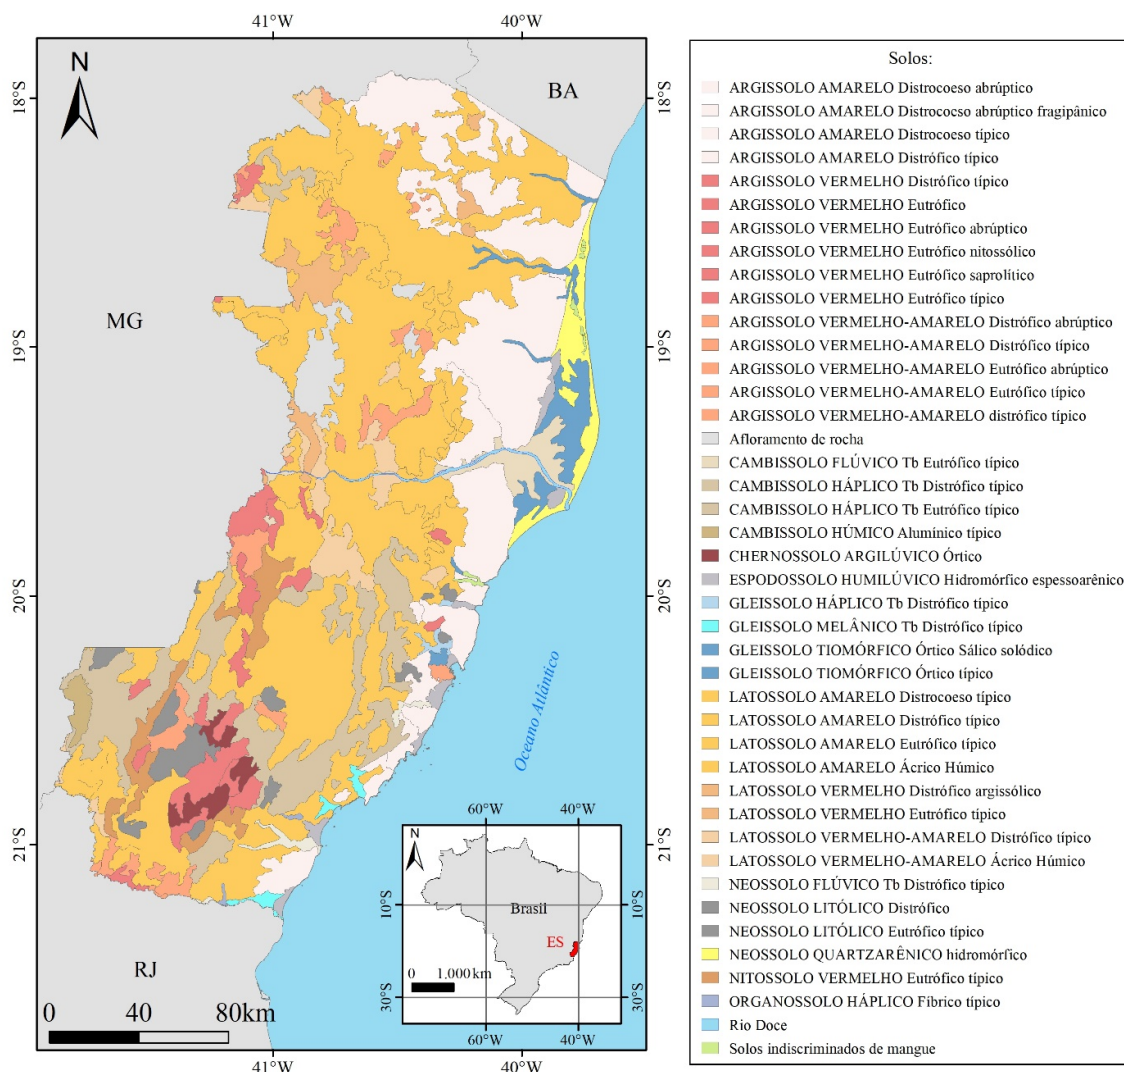 41°W
40°W
N
BA
18°S
18°S
MG
19°S
19°S
20°S
20°S
Oceano Atlântico
21°S
21°S
RJ
0
40
80km
41°W
40°W
60°W
40°W
N
Brasil
ES
10°S
10°S
0
1.000 km
30°S
30°S
60°W
40°W
Solos:
ARGISSOLO AMARELO Distrocoeso abrúptico
ARGISSOLO AMARELO Distrocoeso abrúptico fragipânico
ARGISSOLO AMARELO Distrocoeso típico
ARGISSOLO AMARELO Distrófico típico
ARGISSOLO VERMELHO Distrófico típico
ARGISSOLO VERMELHO Eutrófico
ARGISSOLO VERMELHO Eutrófico abrúptico
ARGISSOLO VERMELHO Eutrófico nitossólico
ARGISSOLO VERMELHO Eutrófico saprolítico
ARGISSOLO VERMELHO Eutrófico típico
ARGISSOLO VERMELHO-AMARELO Distrófico abrúptico
ARGISSOLO VERMELHO-AMARELO Distrófico típico
ARGISSOLO VERMELHO-AMARELO Eutrófico abrúptico
ARGISSOLO VERMELHO-AMARELO Eutrófico típico
ARGISSOLO VERMELHO-AMARELO distrófico típico
Afloramento de rocha
CAMBISSOLO FLÚVICO Tb Eutrófico típico
CAMBISSOLO HÁPLICO Tb Distrófico típico
CAMBISSOLO HÁPLICO Tb Eutrófico típico
CAMBISSOLO HÚMICO Alumínico típico
CHERNOSSOLO ARGILÚVICO Órtico
ESPODOSSOLO HUMILÚVICO Hidromórfico espessoarênico
GLEISSOLO HÁPLICO Tb Distrófico típico
GLEISSOLO MELÂNICO Tb Distrófico típico
GLEISSOLO TIOMÓRFICO Órtico Sálico solódico
GLEISSOLO TIOMÓRFICO Órtico típico
LATOSSOLO AMARELO Distrocoeso típico
LATOSSOLO AMARELO Distrófico típico
LATOSSOLO AMARELO Eutrófico típico
LATOSSOLO AMARELO Ácrico Húmico
LATOSSOLO VERMELHO Distrófico argissólico
LATOSSOLO VERMELHO Eutrófico típico
LATOSSOLO VERMELHO-AMARELO Distrófico típico
LATOSSOLO VERMELHO-AMARELO Ácrico Húmico
NEOSSOLO FLÚVICO Tb Distrófico típico
NEOSSOLO LITÓLICO Distrófico
NEOSSOLO LITÓLICO Eutrófico típico
NEOSSOLO QUARTZARÊNICO hidromórfico
NITOSSOLO VERMELHO Eutrófico típico
ORGANOSSOLO HÁPLICO Fíbrico típico
Rio Doce
Solos indiscriminados de mangue